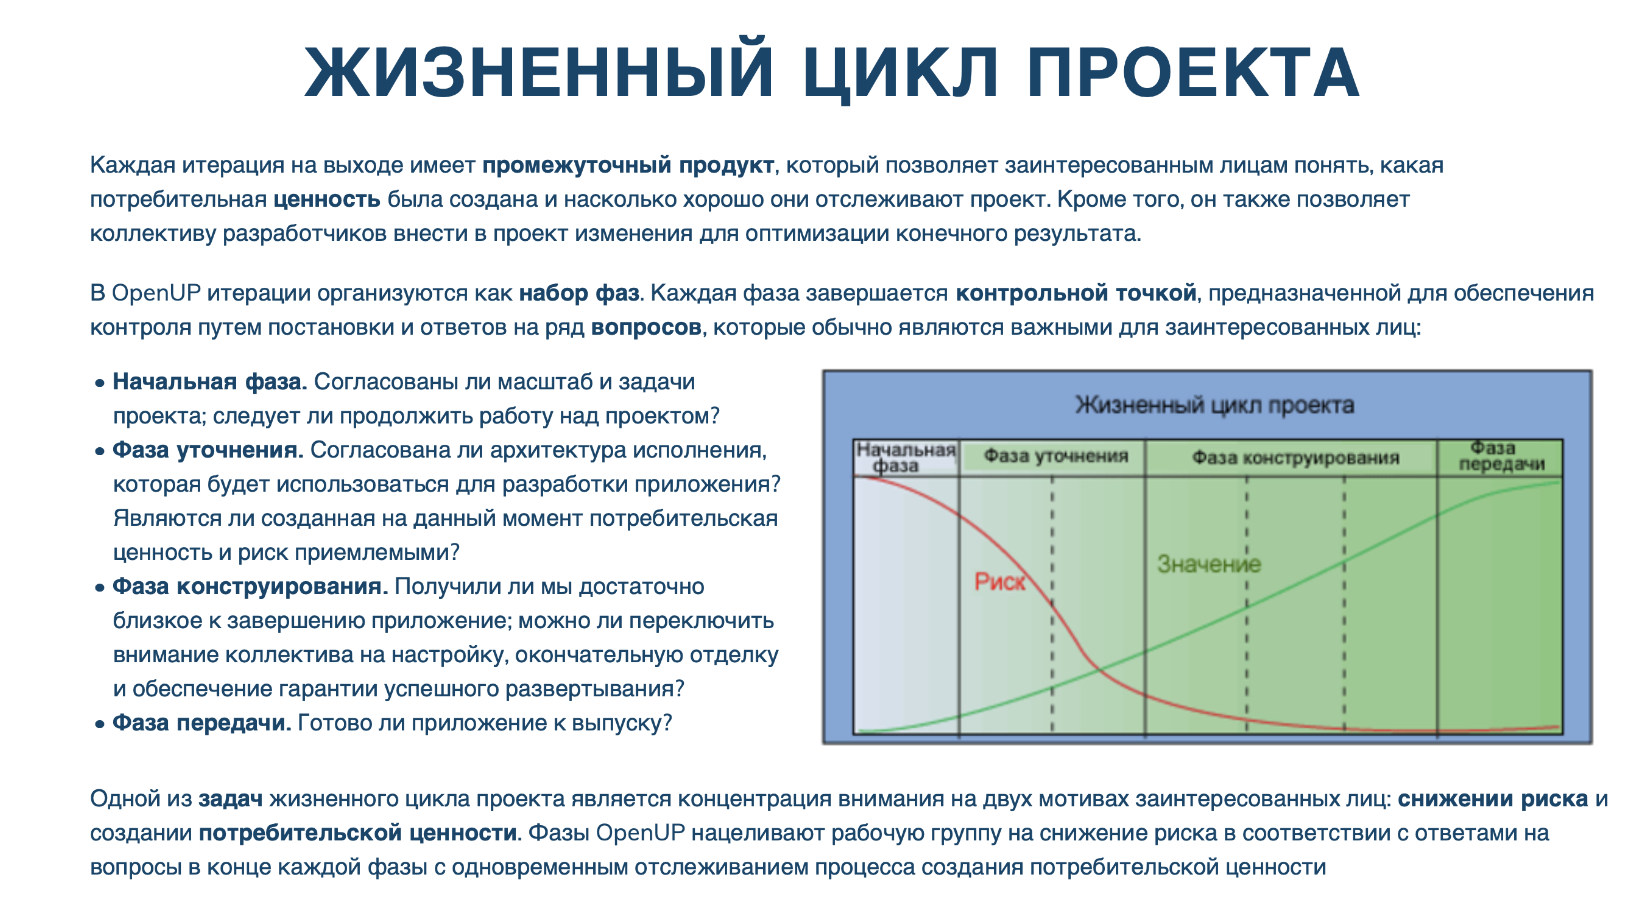 ЖИЗНЕННЫЙ ЦИКЛ ПРОЕКТА
Каждая итерация на выходе имеет промежуточный продукт, который позволяет заинтересованным лицам понять, какая
потребительная ценность была создана и насколько хорошо они отслеживают проект. Кроме того, он также позволяет
коллективу разработчиков внести в проект изменения для оптимизации конечного результата.
В OpenUP итерации организуются как набор фаз. Каждая фаза завершается контрольной точкой, предназначенной для обеспечения
контроля путем постановки и ответов на ряд вопросов, которые обычно являются важными для заинтересованных лиц:
• Начальная фаза. Согласованы ли масштаб и задачи
проекта; следует ли продолжить работу над проектом?
• Фаза уточнения. Согласована ли архитектура исполнения,
которая будет использоваться для разработки приложения?
Являются ли созданная на данный момент потребительская
ценность и риск приемлемыми?
• Фаза конструирования. Получили ли мы достаточно
близкое к завершению приложение; можно ли переключить
внимание коллектива на настройку, окончательную отделку
и обеспечение гарантии успешного развертывания?
• Фаза передачи. Готово ли приложение к выпуску?
Жизненный цикл проекта
Начальная
фаза
Фаза уточнения
Фаза конструирования
Фаза
передачи
Риск
Значение
Одной из задач жизненного цикла проекта является концентрация внимания на двух мотивах заинтересованных лиц: снижении риска и
создании потребительской ценности. Фазы OpenUP нацеливают рабочую группу на снижение риска в соответствии с ответами на
вопросы в конце каждой фазы с одновременным отслеживанием процесса создания потребительской ценности